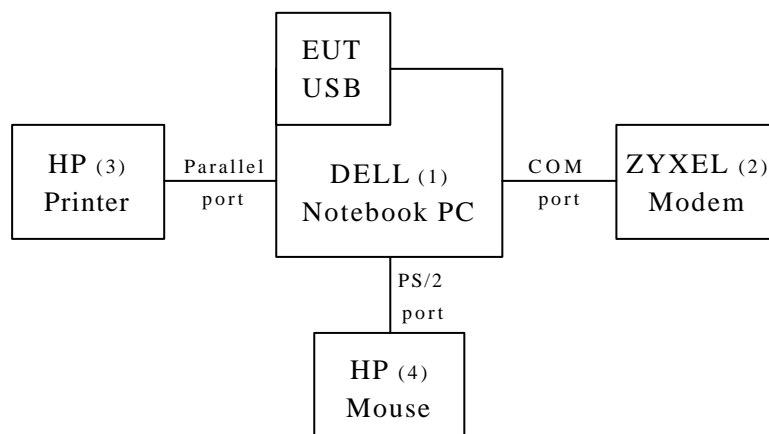 EUT
USB
HP (3)
Printer
Parallel
port
DELL (1)
Notebook PC
COM
port
ZYXEL (2)
Modem
PS/2
port
HP (4)
Mouse